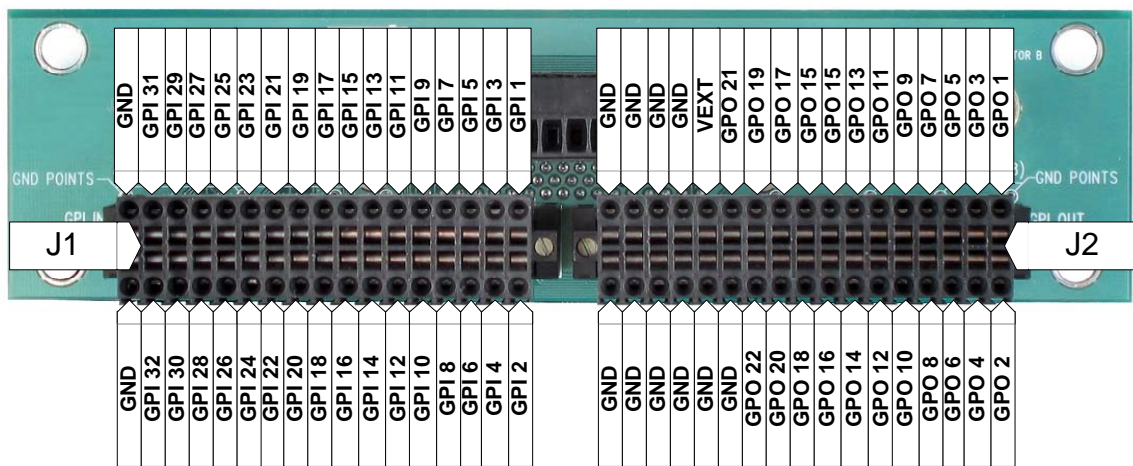 GND
GPI 31
GPI 29
GPI 27
GPI 25
GPI 23
GPI 21
GPI 19
GPI 17
GPI 15
GPI 13
GPI 11
GPI 9
GPI 7
GPI 5
GPI 3
GPI 1
GND
GND
GND
GND
VEXT
GPO 21
GPO 19
GPO 17
GPO 15
GPO 15
GPO 13
GPO 11
GPO 9
GPO 7
GPO 5
GPO 3
GPO 1
TOR B
GND POINTS
GND POINTS
GPI IN
GPI OUT
J1
J2
GND
GPI 32
GPI 30
GPI 28
GPI 26
GPI 24
GPI 22
GPI 20
GPI 18
GPI 16
GPI 14
GPI 12
GPI 10
GPI 8
GPI 6
GPI 4
GPI 2
GND
GND
GND
GND
GND
GND
GPO 22
GPO 20
GPO 18
GPO 16
GPO 14
GPO 12
GPO 10
GPO 8
GPO 6
GPO 4
GPO 2